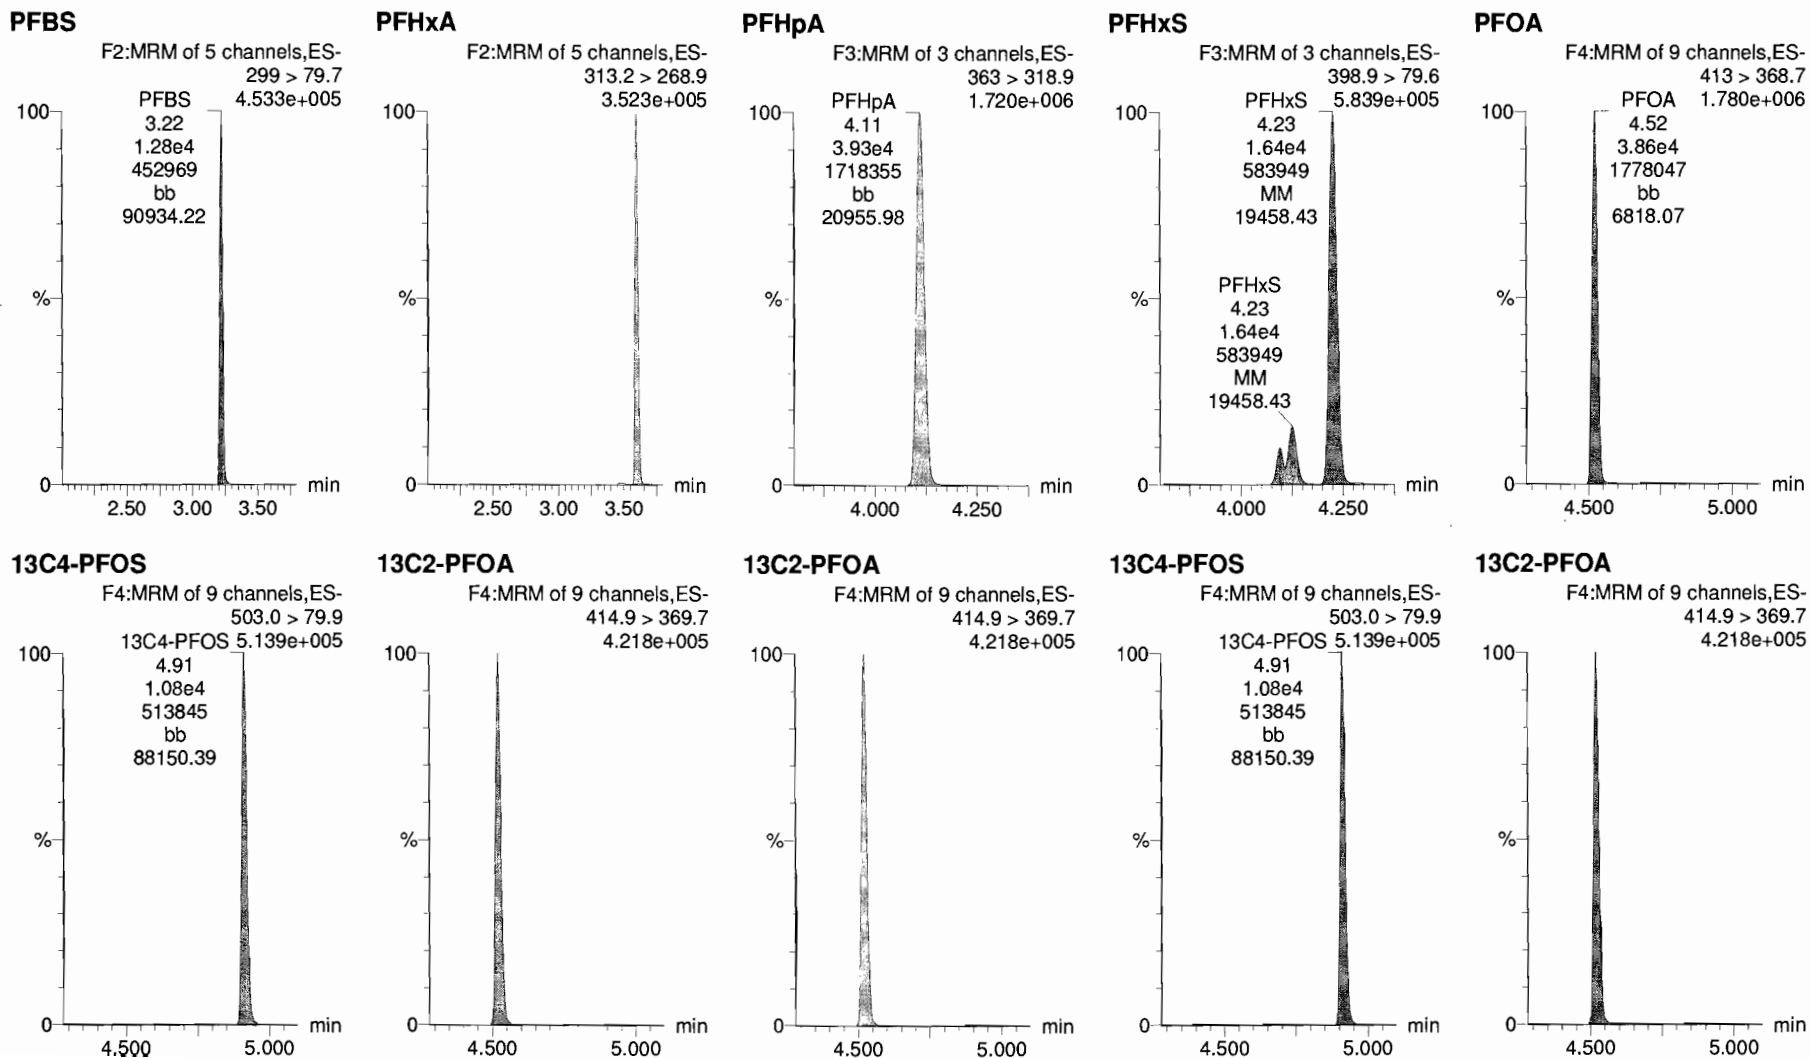 PFBS
F2:MRM of 5 channels,ES-
299 > 79.7
4.533e+005
PFBS
3.22
1.28e4
452969
bb
90934.22
100
%
0
2.50 3.00 3.50
min
PFHxA
F2:MRM of 5 channels,ES-
313.2 > 268.9
3.523e+005
100
%
0
2.50 3.00 3.50
min
PFHpA
F3:MRM of 3 channels,ES-
363 > 318.9
1.720e+006
PFHpA
4.11
3.93e4
1718355
bb
20955.98
100
%
0
4.000 4.250
min
PFHxS
F3:MRM of 3 channels,ES-
398.9 > 79.6
5.839e+005
PFHxS
4.23
1.64e4
583949
MM
19458.43
PFHxS
4.23
1.64e4
583949
MM
19458.43
100
%
0
4.000 4.250
min
PFOA
F4:MRM of 9 channels,ES-
413 > 368.7
1.780e+006
PFOA
4.52
3.86e4
1778047
bb
6818.07
100
%
0
4.500 5.000
min
13C4-PFOS
F4:MRM of 9 channels,ES-
503.0 > 79.9
13C4-PFOS 5.139e+005
4.91
1.08e4
513845
bb
88150.39
100
%
0
4.500 5.000
min
13C2-PFOA
F4:MRM of 9 channels,ES-
414.9 > 369.7
4.218e+005
100
%
0
4.500 5.000
min
13C2-PFOA
F4:MRM of 9 channels,ES-
414.9 > 369.7
4.218e+005
100
%
0
4.500 5.000
min
13C4-PFOS
F4:MRM of 9 channels,ES-
503.0 > 79.9
13C4-PFOS 5.139e+005
4.91
1.08e4
513845
bb
88150.39
100
%
0
4.500 5.000
min
13C2-PFOA
F4:MRM of 9 channels,ES-
414.9 > 369.7
4.218e+005
100
%
0
4.500 5.000
min